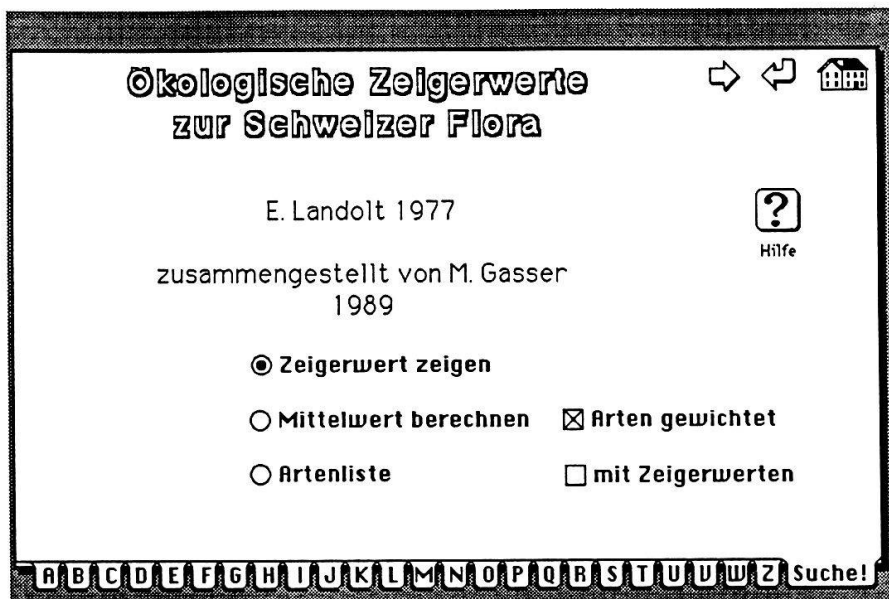 Ökologische Zeigerwerte
zur Schweizer Flora
E. Landolt 1977
Hilfe
zusammengestellt von M. Gasser
1989
Zeigerwert zeigen
Mittelwert berechnen
Arten gewichtet
Artenliste
mit Zeigerwerten
A B C D E F G H I J K L M N O P Q R S T U V W Z Suche!